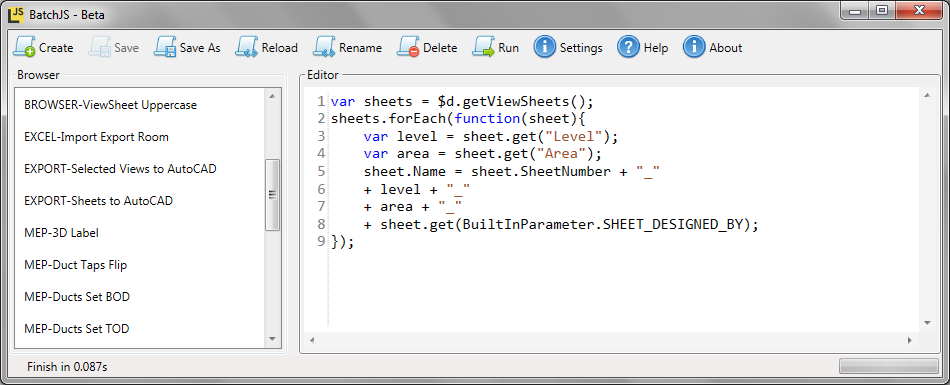 JS
BatchJS - Beta
Create Save Save As Reload Rename Delete Run Settings Help About
Browser
BROWSER-ViewSheet Uppercase
EXCEL-Import Export Room
EXPORT-Selected Views to AutoCAD
EXPORT-Sheets to AutoCAD
MEP-3D Label
MEP-Duct Taps Flip
MEP-Ducts Set BOD
MEP-Ducts Set TOD
Editor
1 var sheets = $d.getViewSheets();
2 sheets.forEach(function(sheet){
3     var level = sheet.get("Level");
4     var area = sheet.get("Area");
5     sheet.Name = sheet.SheetNumber + "_"
6     + level + "_"
7     + area + "_"
8     + sheet.get(BuiltInParameter.SHEET_DESIGNED_BY);
9 });
Finish in 0.087s